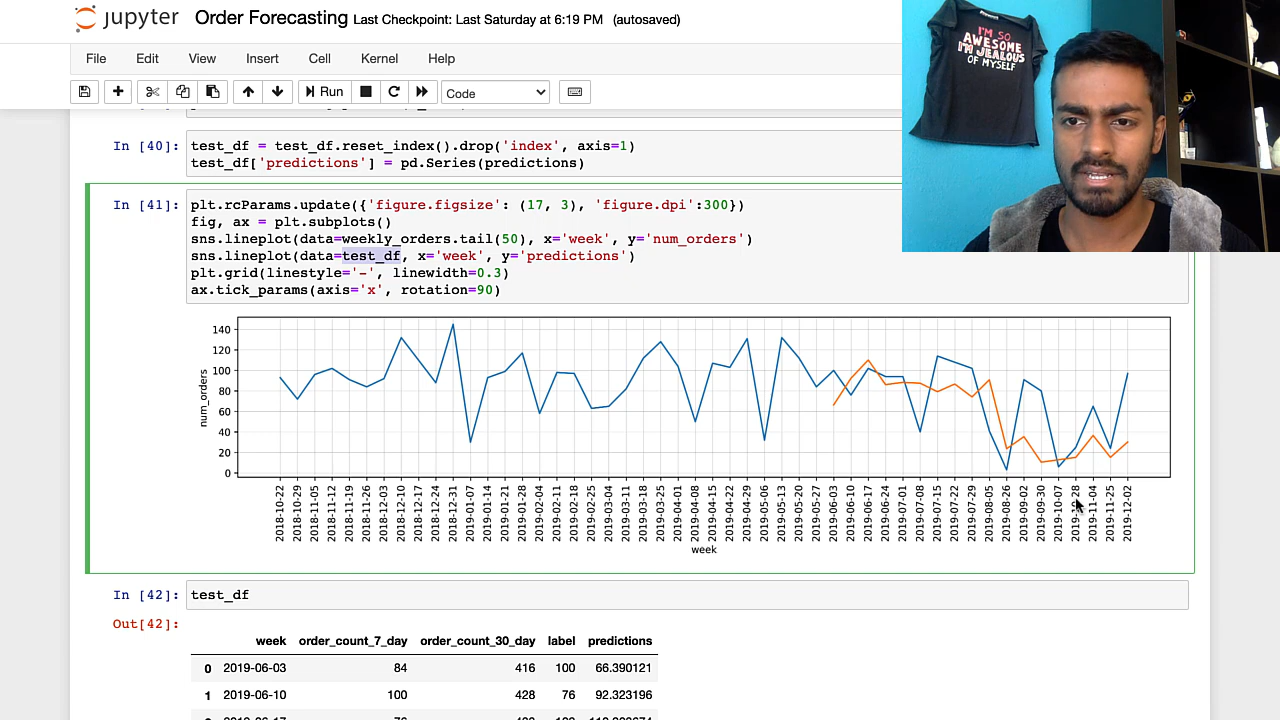 jupyter Order Forecasting Last Checkpoint: Last Saturday at 6:19 PM (autosaved)
File Edit View Insert Cell Kernel Help
Run Code
I'M SO
AWESOME
I'M JEALOUS
OF MYSELF
In [40]: test_df = test_df.reset_index().drop('index', axis=1)
test_df['predictions'] = pd.Series(predictions)
In [41]: plt.rcParams.update({'figure.figsize': (17, 3), 'figure.dpi':300})
fig, ax = plt.subplots()
sns.lineplot(data=weekly_orders.tail(50), x='week', y='num_orders')
sns.lineplot(data=test_df, x='week', y='predictions')
plt.grid(linestyle='-', linewidth=0.3)
ax.tick_params(axis='x', rotation=90)
140
120
100
80
60
40
20
0
num_orders
2018-10-22
2018-10-29
2018-11-05
2018-11-12
2018-11-19
2018-11-26
2018-12-03
2018-12-10
2018-12-17
2018-12-24
2018-12-31
2019-01-07
2019-01-14
2019-01-21
2019-01-28
2019-02-04
2019-02-11
2019-02-18
2019-02-25
2019-03-04
2019-03-11
2019-03-18
2019-03-25
2019-04-01
2019-04-08
2019-04-15
2019-04-22
2019-04-29
2019-05-06
2019-05-13
2019-05-20
2019-05-27
2019-06-03
2019-06-10
2019-06-17
2019-06-24
2019-07-01
2019-07-08
2019-07-15
2019-07-22
2019-07-29
2019-08-05
2019-08-26
2019-09-02
2019-09-30
2019-10-07
2019-10-28
2019-11-04
2019-11-25
2019-12-02
week
In [42]: test_df
Out[42]:
week order_count_7_day order_count_30_day label predictions
0 2019-06-03 84 416 100 66.390121
1 2019-06-10 100 428 76 92.323196